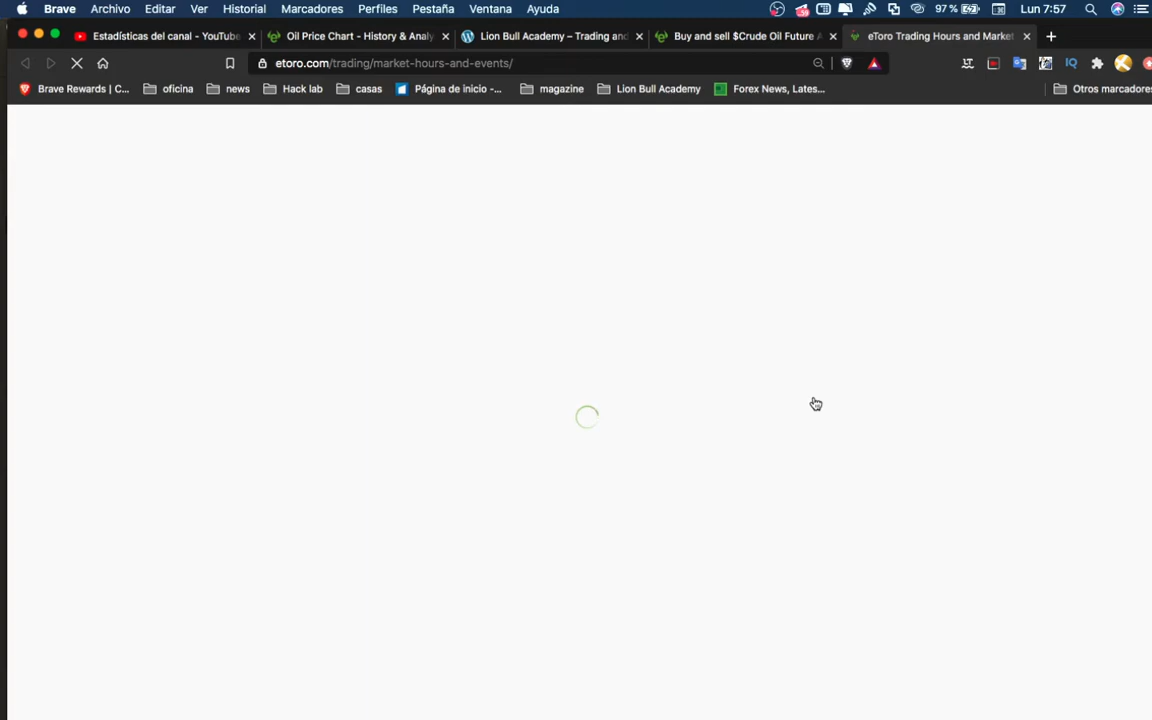 Brave Archivo Editar Ver Historial Marcadores Perfiles Pestaña Ventana Ayuda 97 % Lun 7:57
Estadísticas del canal - YouTube Oil Price Chart - History & Analy Lion Bull Academy – Trading and Buy and sell $Crude Oil Future A eToro Trading Hours and Market
etoro.com/trading/market-hours-and-events/
Brave Rewards | C... oficina news Hack lab casas Página de inicio -... magazine Lion Bull Academy Forex News, Lates... Otros marcadores